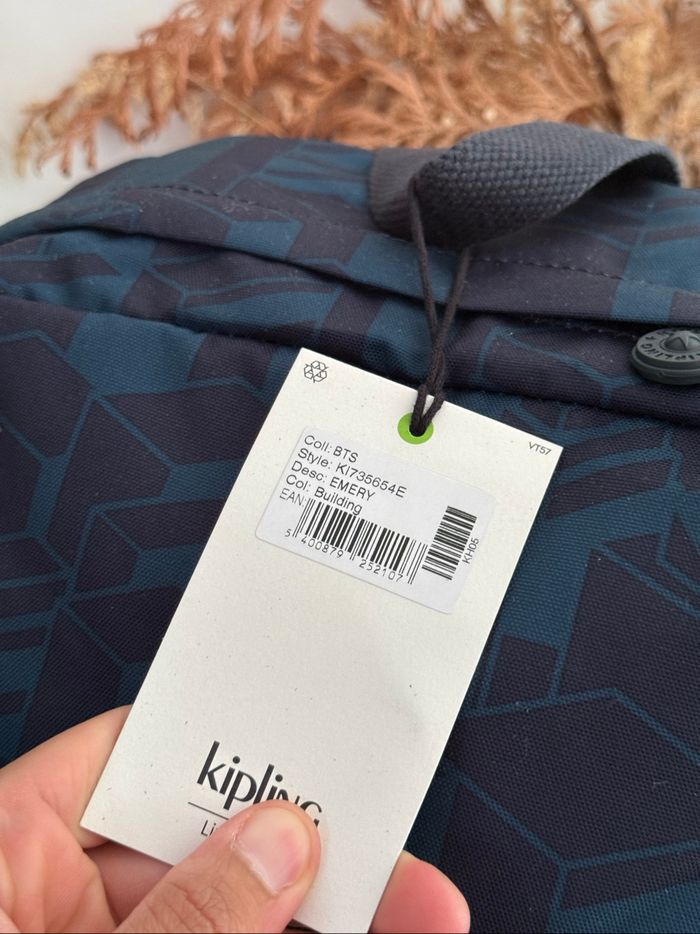 VT57
Coll: BTS
Style: KI735654E
Desc: EMERY
Col: Building
EAN:
5 400879 252107
KH05
kipling